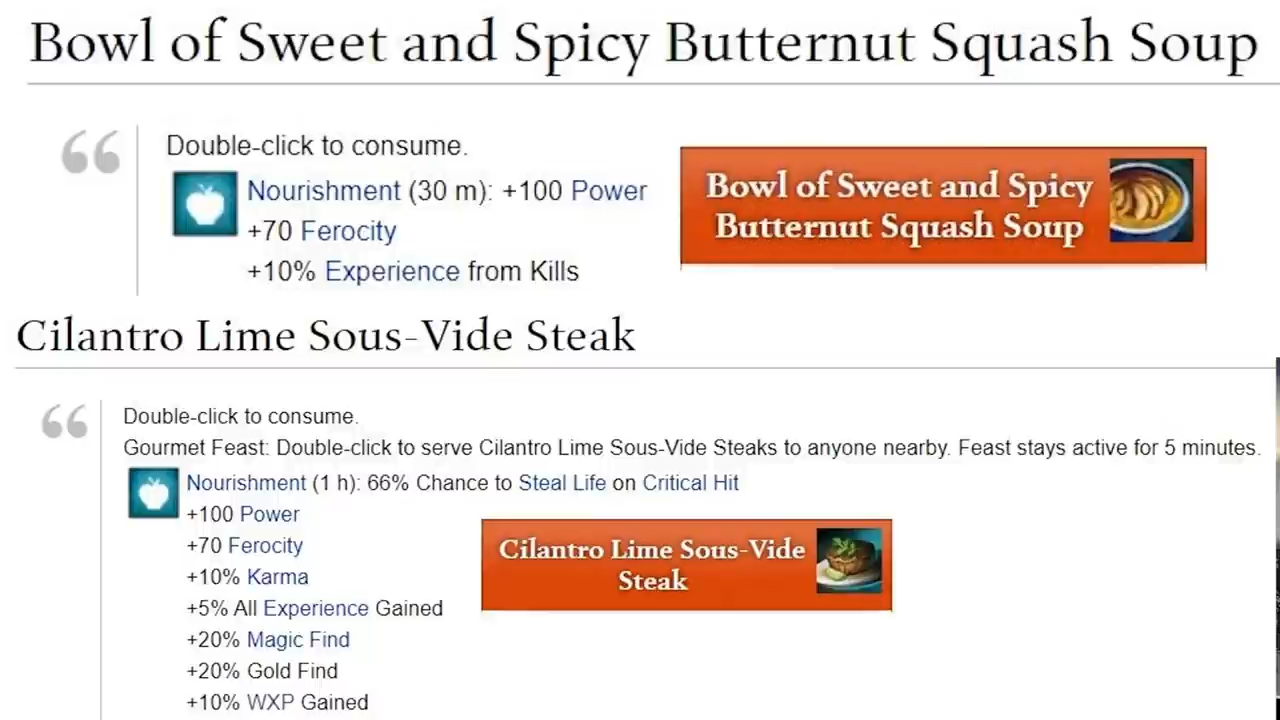 Bowl of Sweet and Spicy Butternut Squash Soup
Double-click to consume.
Nourishment (30 m): +100 Power
+70 Ferocity
+10% Experience from Kills
Bowl of Sweet and Spicy
Butternut Squash Soup
Cilantro Lime Sous-Vide Steak
Double-click to consume.
Gourmet Feast: Double-click to serve Cilantro Lime Sous-Vide Steaks to anyone nearby. Feast stays active for 5 minutes.
Nourishment (1 h): 66% Chance to Steal Life on Critical Hit
+100 Power
+70 Ferocity
+10% Karma
+5% All Experience Gained
+20% Magic Find
+20% Gold Find
+10% WXP Gained
Cilantro Lime Sous-Vide
Steak